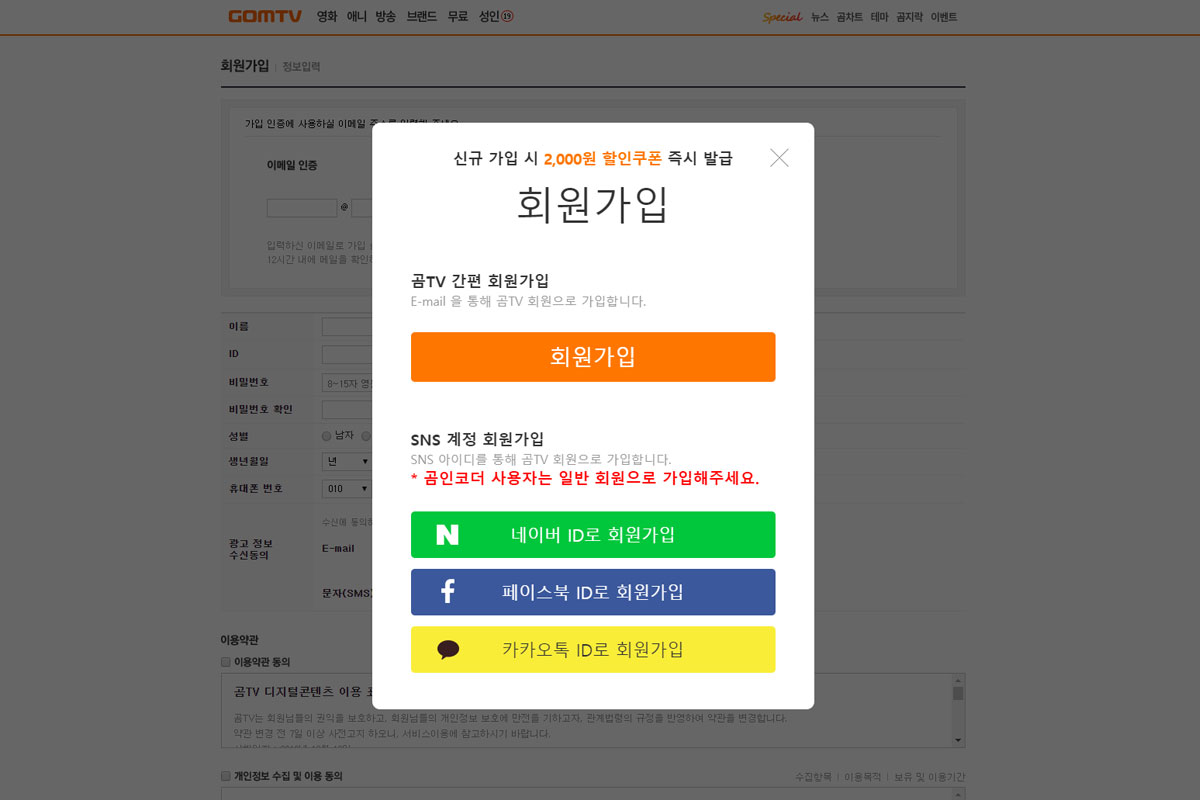 GOMTV 영화 애니 방송 브랜드 무료 성인 19 Special 뉴스 곰차트 테마 곰지락 이벤트
회원가입 | 정보입력
가입 인증에 사용하실 이메일
이메일 인증
@
입력하신 이메일로 가입
12시간 내에 메일을
신규 가입 시 2,000원 할인쿠폰 즉시 발급
회원가입
곰TV 간편 회원가입
E-mail 을 통해 곰TV 회원으로 가입합니다.
회원가입
SNS 계정 회원가입
SNS 아이디를 통해 곰TV 회원으로 가입합니다.
* 곰인코더 사용자는 일반 회원으로 가입해주세요.
N 네이버 ID로 회원가입
f 페이스북 ID로 회원가입
카카오톡 ID로 회원가입
이름
ID
비밀번호 8~15자
비밀번호 확인
성별 남자
생년월일 년
휴대폰 번호 010
수신에
광고 정보
수신동의
E-mail
문자(SMS)
이용약관
이용약관 동의
곰TV 디지털콘텐츠 이용
곰TV는 회원님들의 권익을 보호하고, 회원님들의 개인정보 보호에 만전을 기하고자, 관계법령의 규정을 반영하여 약관을 변경합니다.
약관 변경 전 7일 이상 사전고지 하오니, 서비스이용에 참고하시기 바랍니다.
개인정보 수집 및 이용 동의 수집항목 | 이용목적 | 보유 및 이용기간